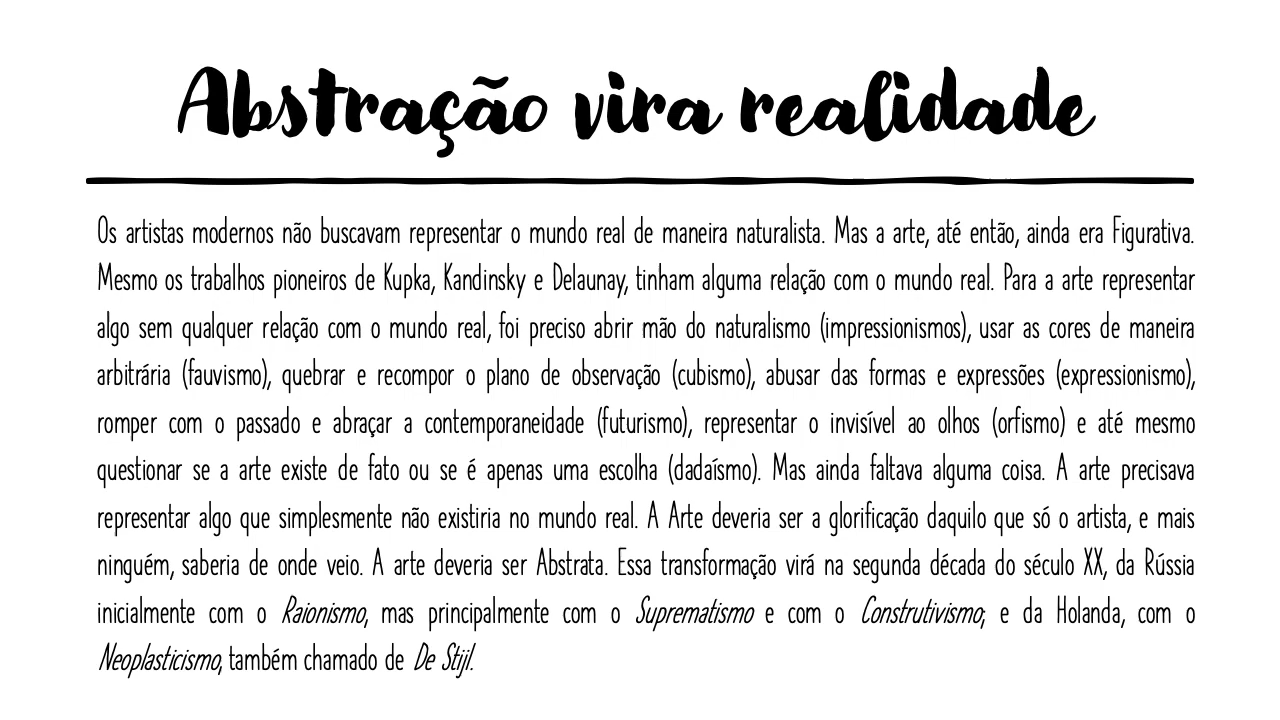 Abstração vira realidade
Os artistas modernos não buscavam representar o mundo real de maneira naturalista. Mas a arte, até então, ainda era Figurativa.
Mesmo os trabalhos pioneiros de Kupka, Kandinsky e Delaunay, tinham alguma relação com o mundo real. Para a arte representar
algo sem qualquer relação com o mundo real, foi preciso abrir mão do naturalismo (impressionismos), usar as cores de maneira
arbitrária (fauvismo), quebrar e recompor o plano de observação (cubismo), abusar das formas e expressões (expressionismo),
romper com o passado e abraçar a contemporaneidade (futurismo), representar o invisível ao olhos (orfismo) e até mesmo
questionar se a arte existe de fato ou se é apenas uma escolha (dadaísmo). Mas ainda faltava alguma coisa. A arte precisava
representar algo que simplesmente não existiria no mundo real. A Arte deveria ser a glorificação daquilo que só o artista, e mais
ninguém, saberia de onde veio. A arte deveria ser Abstrata. Essa transformação virá na segunda década do século XX, da Rússia
inicialmente com o Raionismo, mas principalmente com o Suprematismo e com o Construtivismo; e da Holanda, com o
Neoplasticismo, também chamado de De Stijl.